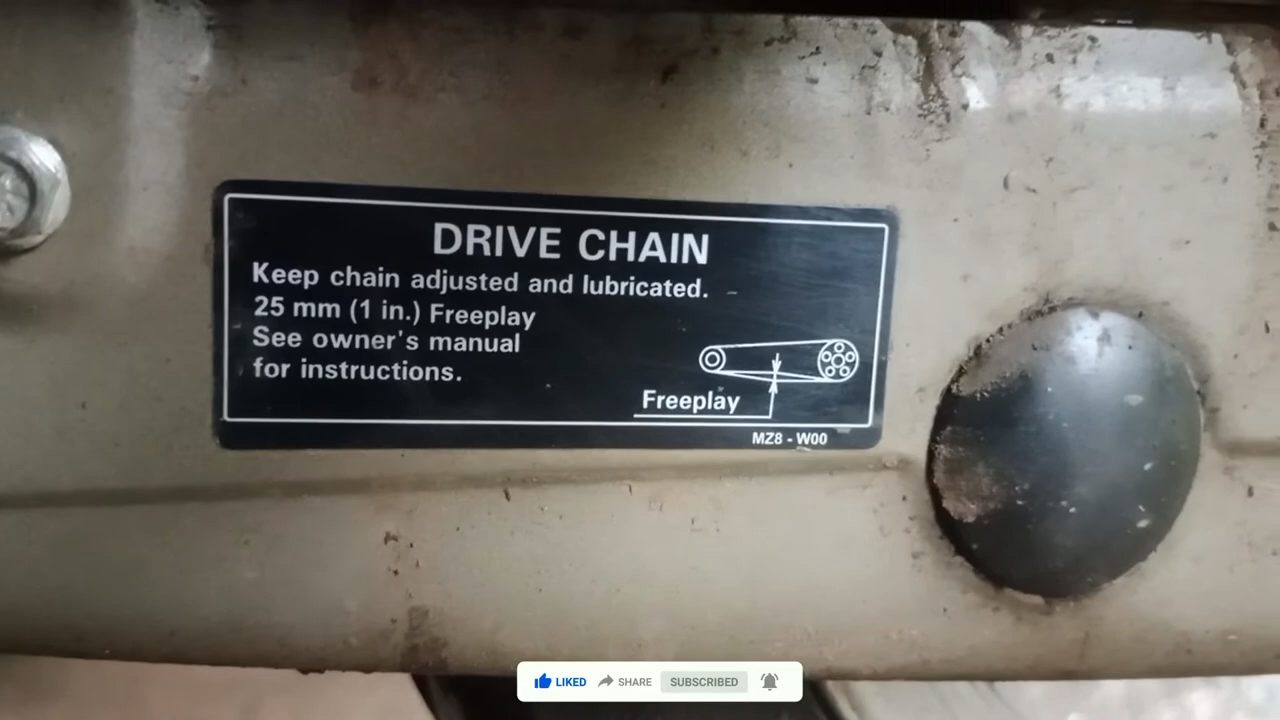 DRIVE CHAIN
Keep chain adjusted and lubricated.
25 mm (1 in.) Freeplay
See owner's manual
for instructions.
Freeplay
MZ8 - W00
LIKED SHARE SUBSCRIBED